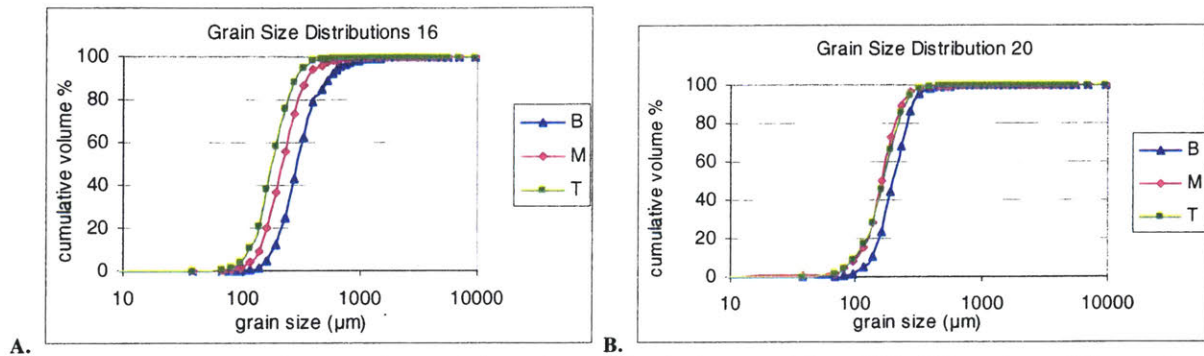 Grain Size Distributions 16
cumulative volume %
100
80
60
40
20
0
10
100
1000
10000
grain size (µm)
B
M
T
A.
Grain Size Distribution 20
cumulative volume %
100
80
60
40
20
0
10
100
1000
10000
grain size (µm)
B
M
T
B.